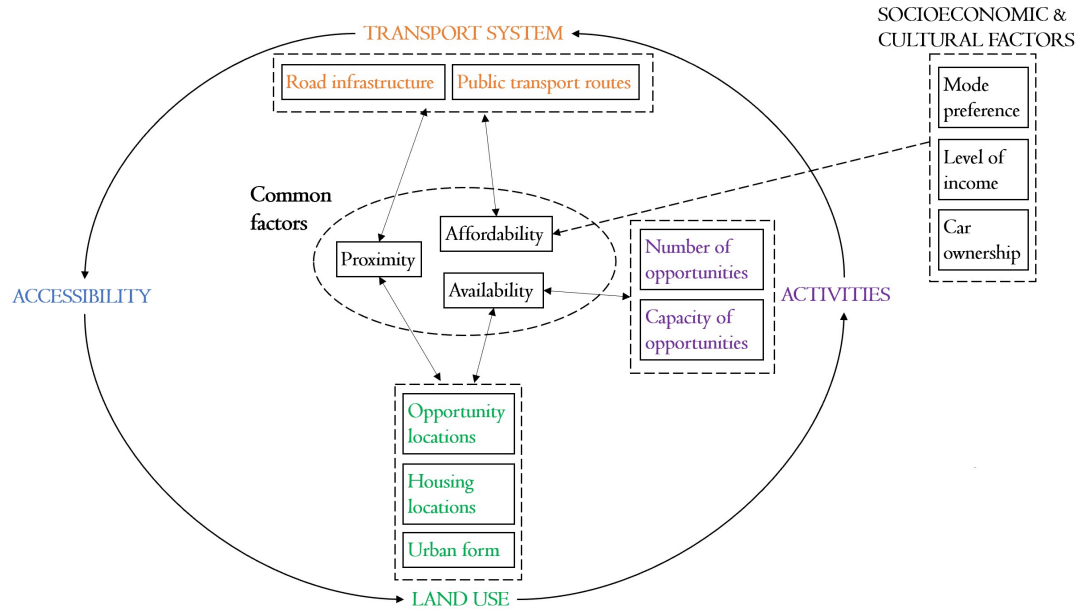 SOCIOECONOMIC &
CULTURAL FACTORS
TRANSPORT SYSTEM
Road infrastructure
Public transport routes
Mode
preference
Level of
income
Car
ownership
Common
factors
Affordability
Proximity
Availability
Number of
opportunities
Capacity of
opportunities
ACCESSIBILITY
ACTIVITIES
Opportunity
locations
Housing
locations
Urban form
LAND USE